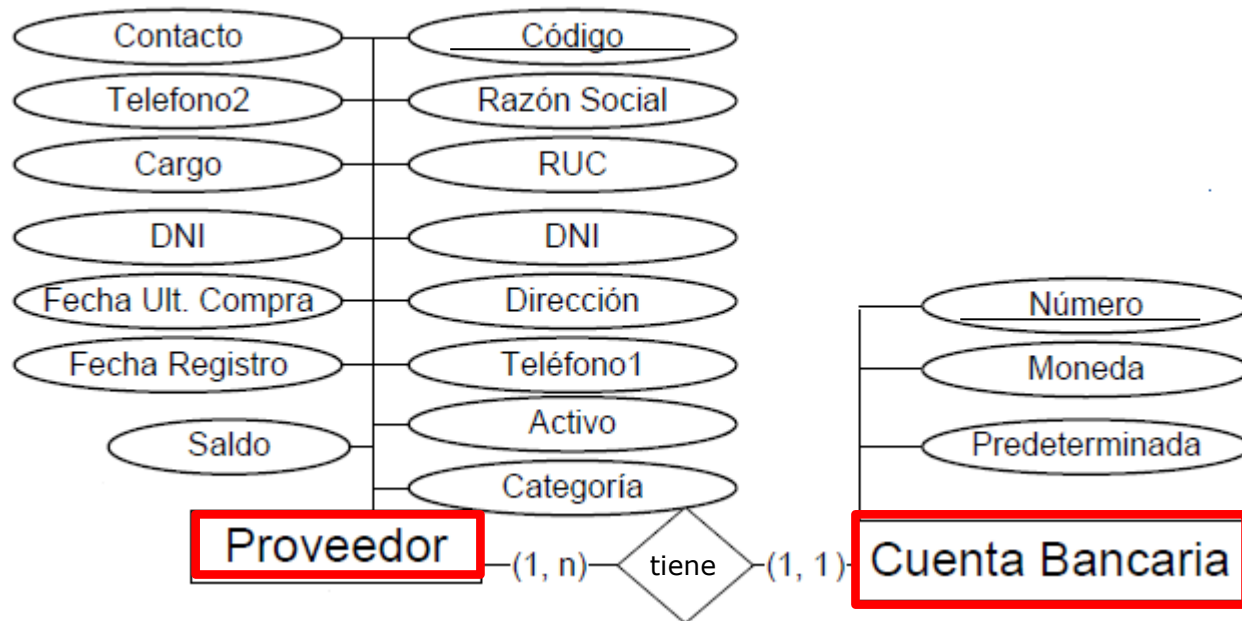 Contacto
Código
Telefono2
Razón Social
Cargo
RUC
DNI
DNI
Fecha Ult. Compra
Dirección
Número
Fecha Registro
Teléfono1
Moneda
Activo
Saldo
Predeterminada
Categoría
Proveedor
(1, n)
tiene
(1, 1)
Cuenta Bancaria